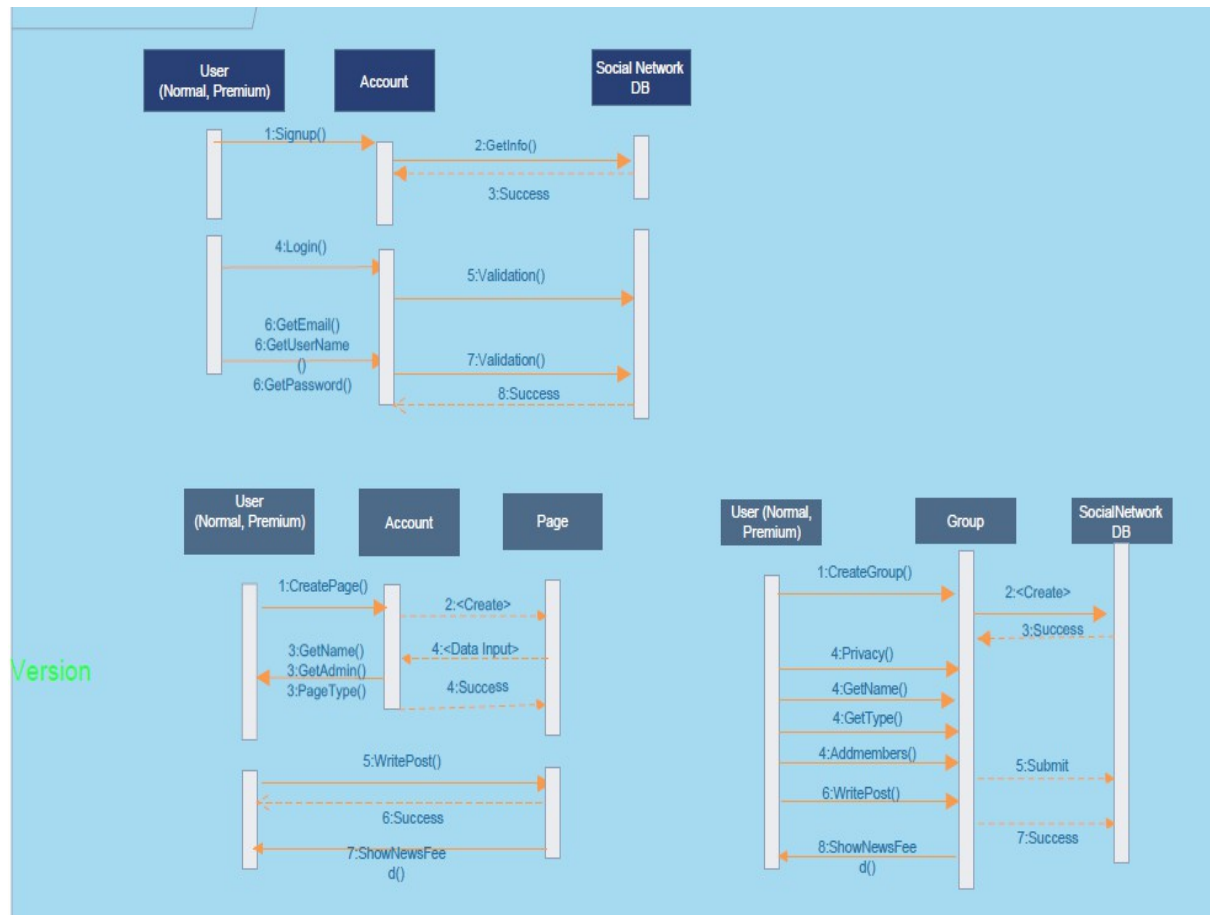 User
(Normal, Premium)
Account
Social Network
DB
1:Signup()
2:GetInfo()
3:Success
4:Login()
5:Validation()
6:GetEmail()
6:GetUserName
()
6:GetPassword()
7:Validation()
8:Success
User
(Normal, Premium)
Account
Page
1:CreatePage()
2:<Create>
3:GetName()
3:GetAdmin()
3:PageType()
4:<Data Input>
4:Success
5:WritePost()
6:Success
7:ShowNewsFee
d()
User (Normal,
Premium)
Group
SocialNetwork
DB
1:CreateGroup()
2:<Create>
3:Success
4:Privacy()
4:GetName()
4:GetType()
4:Addmembers()
5:Submit
6:WritePost()
7:Success
8:ShowNewsFee
d()
Version